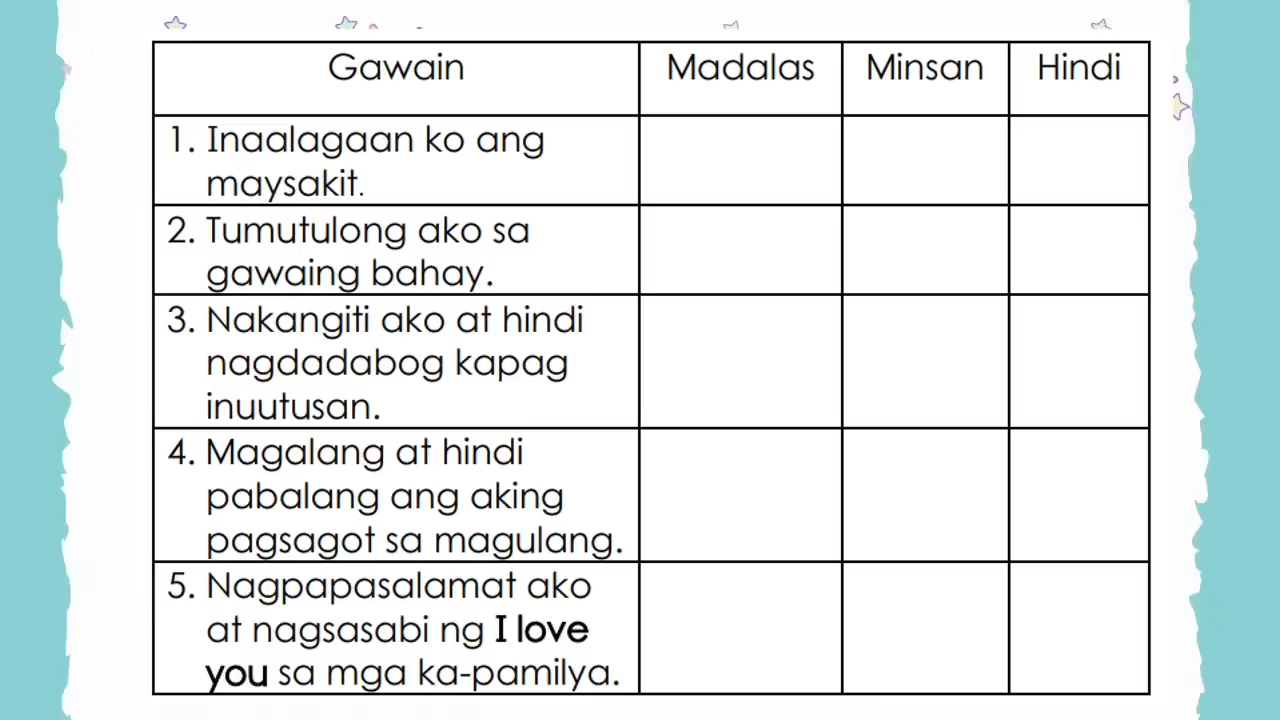 Gawain Madalas Minsan Hindi
1. Inaalagaan ko ang
maysakit.
2. Tumutulong ako sa
gawaing bahay.
3. Nakangiti ako at hindi
nagdadabog kapag
inuutusan.
4. Magalang at hindi
pabalang ang aking
pagsagot sa magulang.
5. Nagpapasalamat ako
at nagsasabi ng I love
you sa mga ka-pamilya.